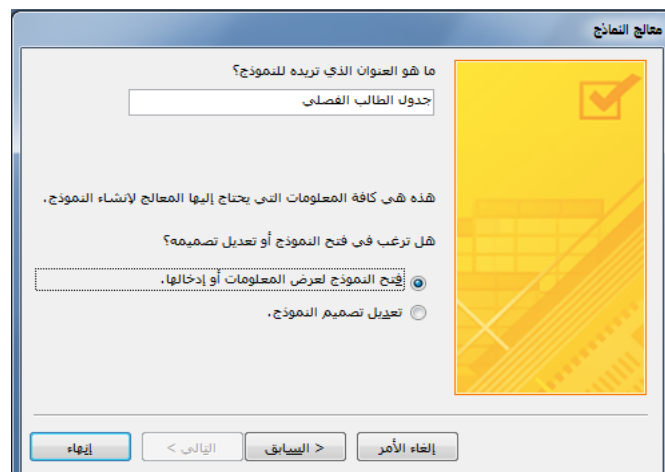 معالج النماذج
ما هو العنوان الذي تريده للنموذج؟
جدول الطالب الفصلي
هذه هي كافة المعلومات التي يحتاج إليها المعالج لإنشاء النموذج.
هل ترغب في فتح النموذج أو تعديل تصميمه؟
فتح النموذج لعرض المعلومات أو إدخالها.
تعديل تصميم النموذج.
إلغاء الأمر
< السابق
التالي >
إنهاء